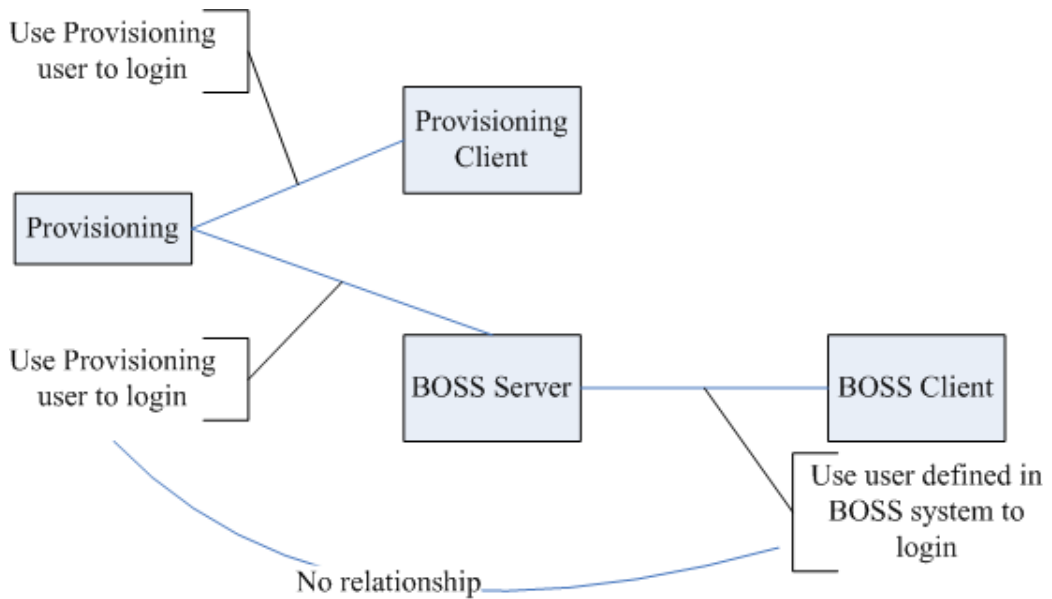 Use Provisioning
user to login
Provisioning
Client
Provisioning
Use Provisioning
user to login
BOSS Server
BOSS Client
Use user defined in
BOSS system to
login
No relationship